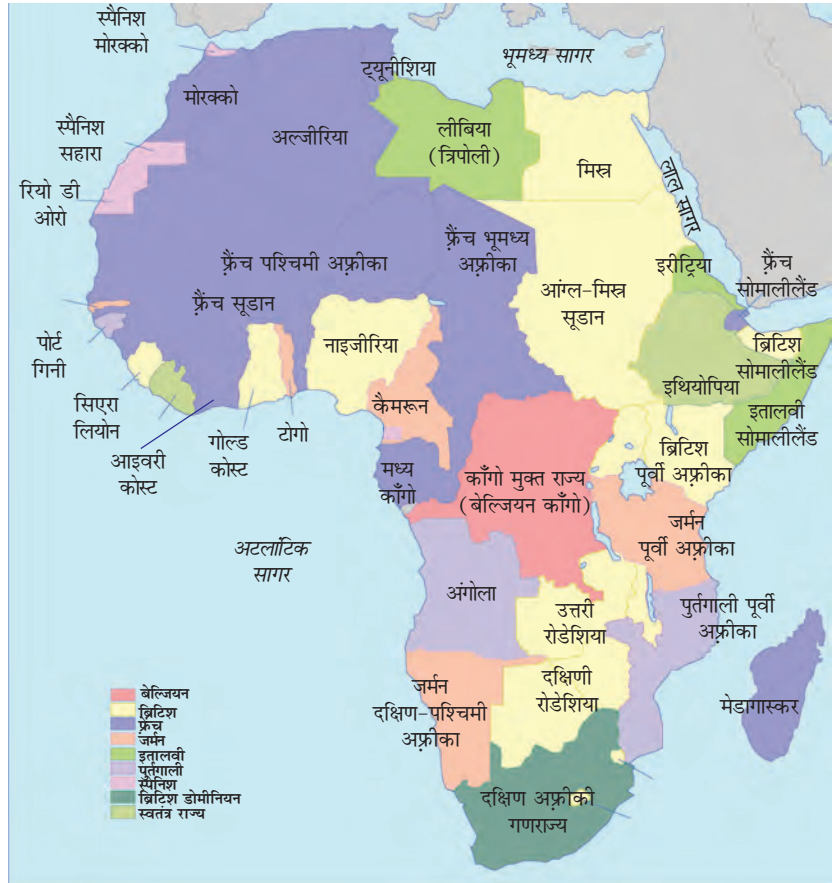 स्पैनिश
मोरक्को
भूमध्य सागर
ट्यूनीशिया
मोरक्को
स्पैनिश
सहारा
अल्जीरिया
लीबिया
(त्रिपोली)
मिस्र
लाल सागर
रियो डी
ओरो
फ़्रैंच पश्चिमी अफ़्रीका
फ़्रैंच भूमध्य
अफ़्रीका
इरीट्रिया
फ़्रैंच
सोमालीलैंड
फ़्रैंच सूडान
आंग्ल-मिस्र
सूडान
पोर्ट
गिनी
नाइजीरिया
ब्रिटिश
सोमालीलैंड
इथियोपिया
सिएरा
लियोन
कैमरून
इतालवी
सोमालीलैंड
आइवरी
कोस्ट
गोल्ड
कोस्ट
टोगो
ब्रिटिश
पूर्वी अफ़्रीका
मध्य
काँगो
काँगो मुक्त राज्य
(बेल्जियन काँगो)
जर्मन
पूर्वी अफ़्रीका
अटलांटिक
सागर
अंगोला
उत्तरी
रोडेशिया
पुर्तगाली पूर्वी
अफ़्रीका
जर्मन
दक्षिण-पश्चिमी
अफ़्रीका
दक्षिणी
रोडेशिया
मेडागास्कर
दक्षिण अफ़्रीकी
गणराज्य
बेल्जियन
ब्रिटिश
फ़्रैंच
जर्मन
इतालवी
पुर्तगाली
स्पैनिश
ब्रिटिश डोमीनियन
स्वतंत्र राज्य